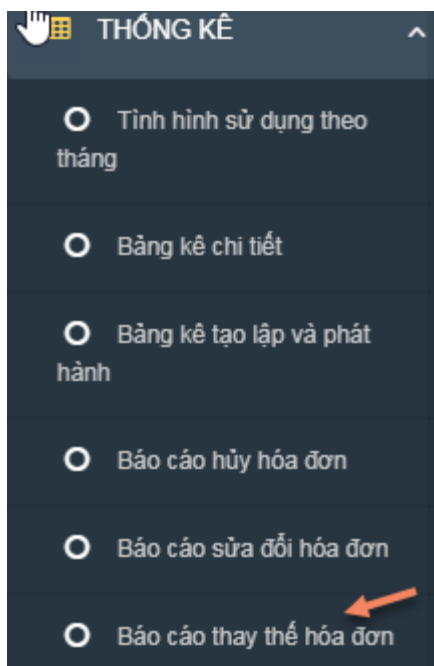 THỐNG KÊ
Tình hình sử dụng theo
tháng
Bảng kê chi tiết
Bảng kê tạo lập và phát
hành
Báo cáo hủy hóa đơn
Báo cáo sửa đổi hóa đơn
Báo cáo thay thế hóa đơn